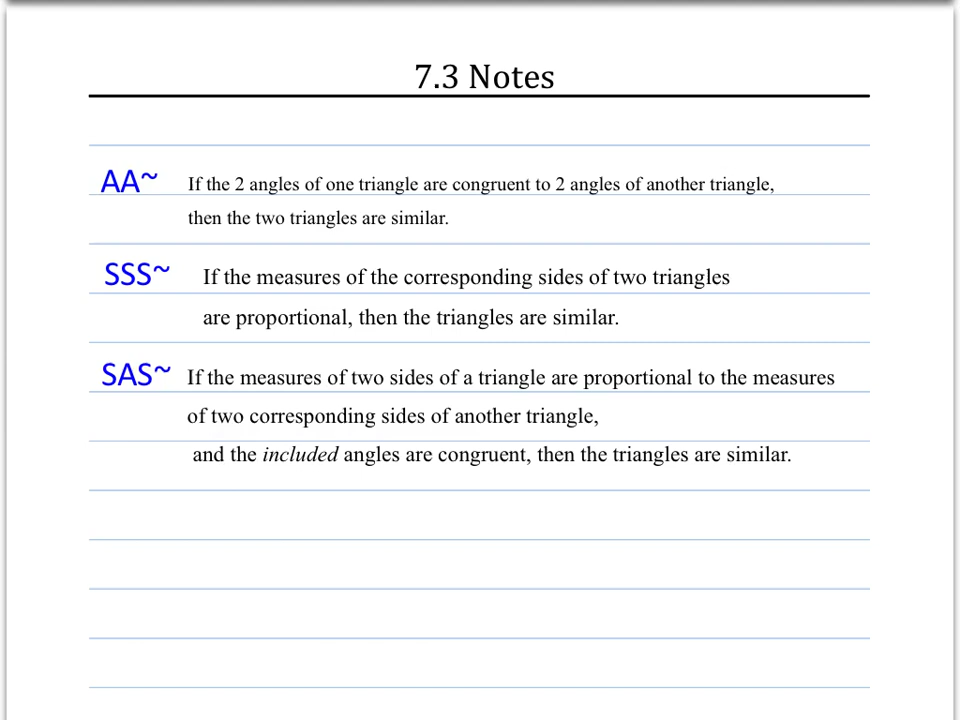 7.3 Notes
AA~ If the 2 angles of one triangle are congruent to 2 angles of another triangle,
then the two triangles are similar.
SSS~ If the measures of the corresponding sides of two triangles
are proportional, then the triangles are similar.
SAS~ If the measures of two sides of a triangle are proportional to the measures
of two corresponding sides of another triangle,
and the included angles are congruent, then the triangles are similar.